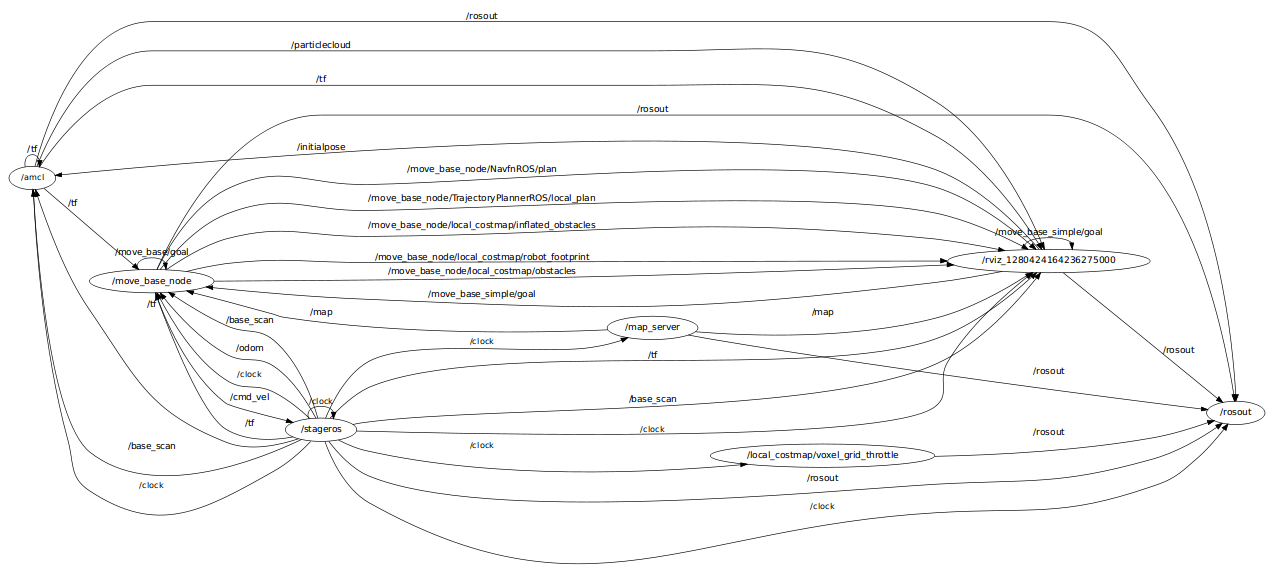 /rosout
/particlecloud
/tf
/rosout
/tf
/initialpose
/move_base_node/NavfnROS/plan
/amcl
/tf
/move_base_node/TrajectoryPlannerROS/local_plan
/move_base_node/local_costmap/inflated_obstacles
/move_base_simple/goal
/move_base/goal
/move_base_node/local_costmap/robot_footprint
/rviz_1280424164236275000
/move_base_node/local_costmap/obstacles
/move_base_node
/move_base_simple/goal
/tf
/map
/map
/base_scan
/map_server
/clock
/odom
/rosout
/tf
/clock
/rosout
/cmd_vel
/clock
/base_scan
/rosout
/tf
/stageros
/clock
/rosout
/base_scan
/clock
/local_costmap/voxel_grid_throttle
/rosout
/clock
/clock